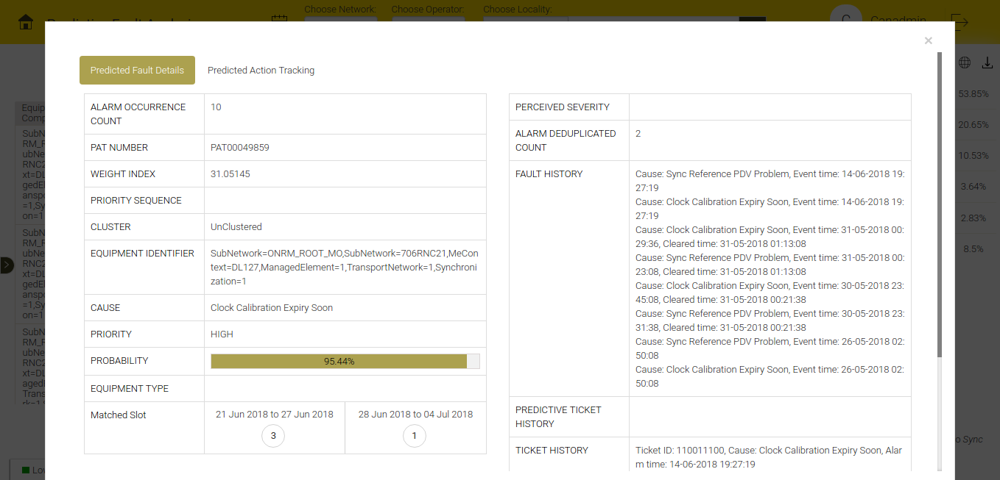 Choose Network:
Choose Operator:
Choose Locality:
C
×
Predicted Fault Details
Predicted Action Tracking
ALARM OCCURRENCE
COUNT
10
PAT NUMBER
PAT00049859
WEIGHT INDEX
31.05145
PRIORITY SEQUENCE
CLUSTER
UnClustered
EQUIPMENT IDENTIFIER
SubNetwork=ONRM_ROOT_MO,SubNetwork=706RNC21,MeCon
text=DL127,ManagedElement=1,TransportNetwork=1,Synchroni
zation=1
CAUSE
Clock Calibration Expiry Soon
PRIORITY
HIGH
PROBABILITY
95.44%
EQUIPMENT TYPE
Matched Slot
21 Jun 2018 to 27 Jun 2018
3
28 Jun 2018 to 04 Jul 2018
1
PERCEIVED SEVERITY
ALARM DEDUPLICATED
COUNT
2
FAULT HISTORY
Cause: Sync Reference PDV Problem, Event time: 14-06-2018 19:
27:19
Cause: Clock Calibration Expiry Soon, Event time: 14-06-2018 19:
27:19
Cause: Clock Calibration Expiry Soon, Event time: 31-05-2018 00:
29:36, Cleared time: 31-05-2018 01:13:08
Cause: Sync Reference PDV Problem, Event time: 31-05-2018 00:
23:08, Cleared time: 31-05-2018 01:13:08
Cause: Clock Calibration Expiry Soon, Event time: 30-05-2018 23:
45:08, Cleared time: 31-05-2018 00:21:38
Cause: Sync Reference PDV Problem, Event time: 30-05-2018 23:
31:38, Cleared time: 31-05-2018 00:21:38
Cause: Sync Reference PDV Problem, Event time: 26-05-2018 02:
50:08
Cause: Clock Calibration Expiry Soon, Event time: 26-05-2018 02:
50:08
PREDICTIVE TICKET
HISTORY
TICKET HISTORY
Ticket ID: 110011100, Cause: Clock Calibration Expiry Soon, Alar
m time: 14-06-2018 19:27:19
53.85%
20.65%
10.53%
3.64%
2.83%
8.5%
o Sync